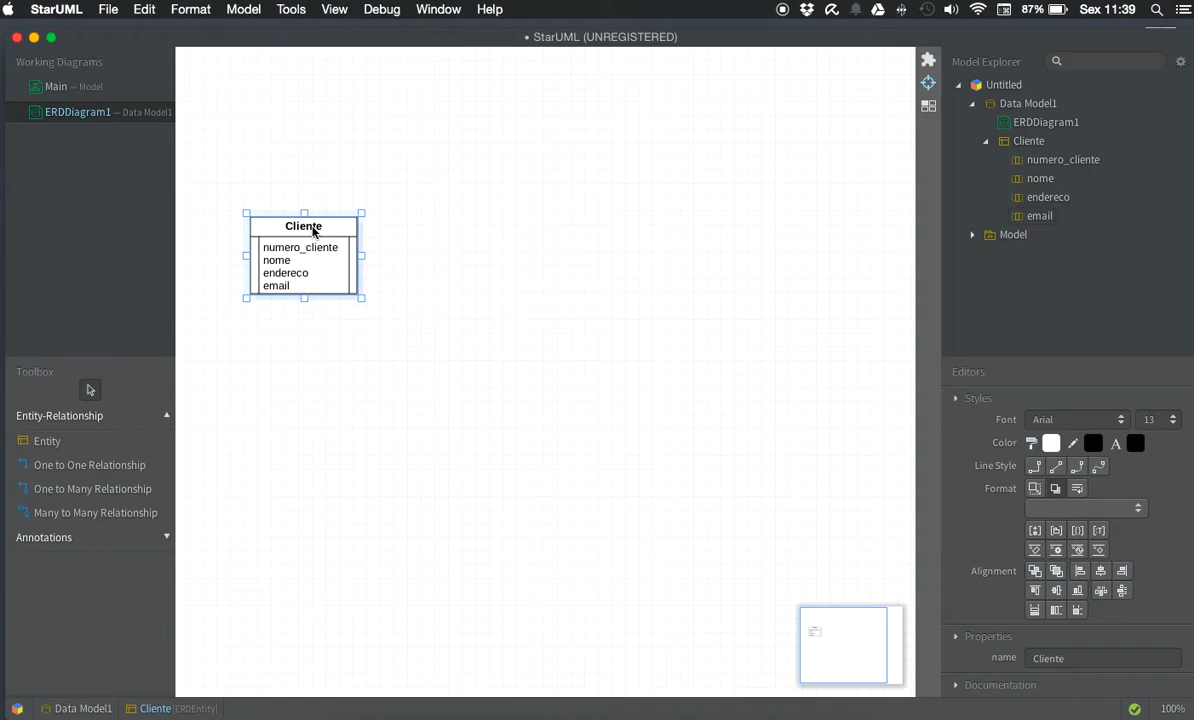 StarUML File Edit Format Model Tools View Debug Window Help 87% Sex 11:39
• StarUML (UNREGISTERED)
Working Diagrams
Main — Model
ERDDiagram1 — Data Model1
Toolbox
Entity-Relationship
Entity
One to One Relationship
One to Many Relationship
Many to Many Relationship
Annotations
Cliente
numero_cliente
nome
endereco
email
Model Explorer
Untitled
Data Model1
ERDDiagram1
Cliente
numero_cliente
nome
endereco
email
Model
Editors
Styles
Font Arial 13
Color A
Line Style
Format
Alignment
Properties
name Cliente
Documentation
Data Model1 Cliente [ERDEntity] 100%